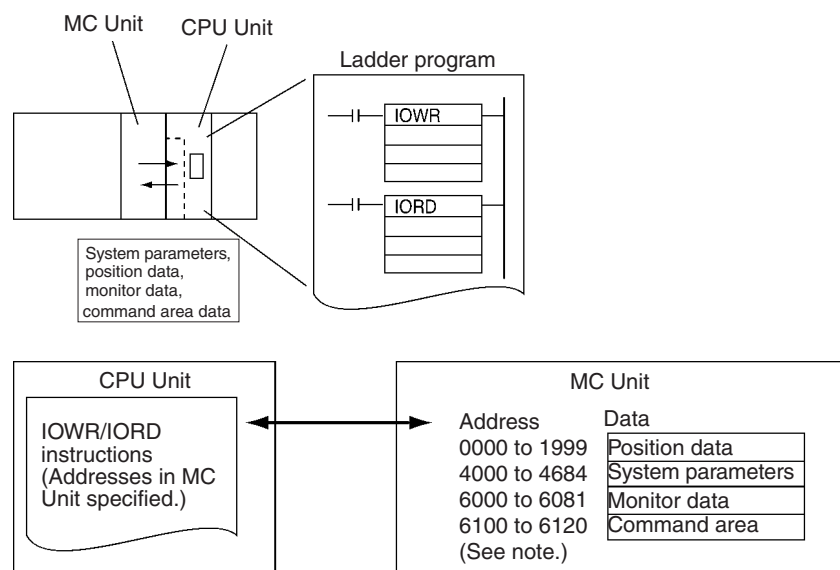 MC Unit
CPU Unit
Ladder program
IOWR
IORD
System parameters,
position data,
monitor data,
command area data
CPU Unit
IOWR/IORD
instructions
(Addresses in MC
Unit specified.)
MC Unit
Address Data
0000 to 1999 Position data
4000 to 4684 System parameters
6000 to 6081 Monitor data
6100 to 6120 Command area
(See note.)